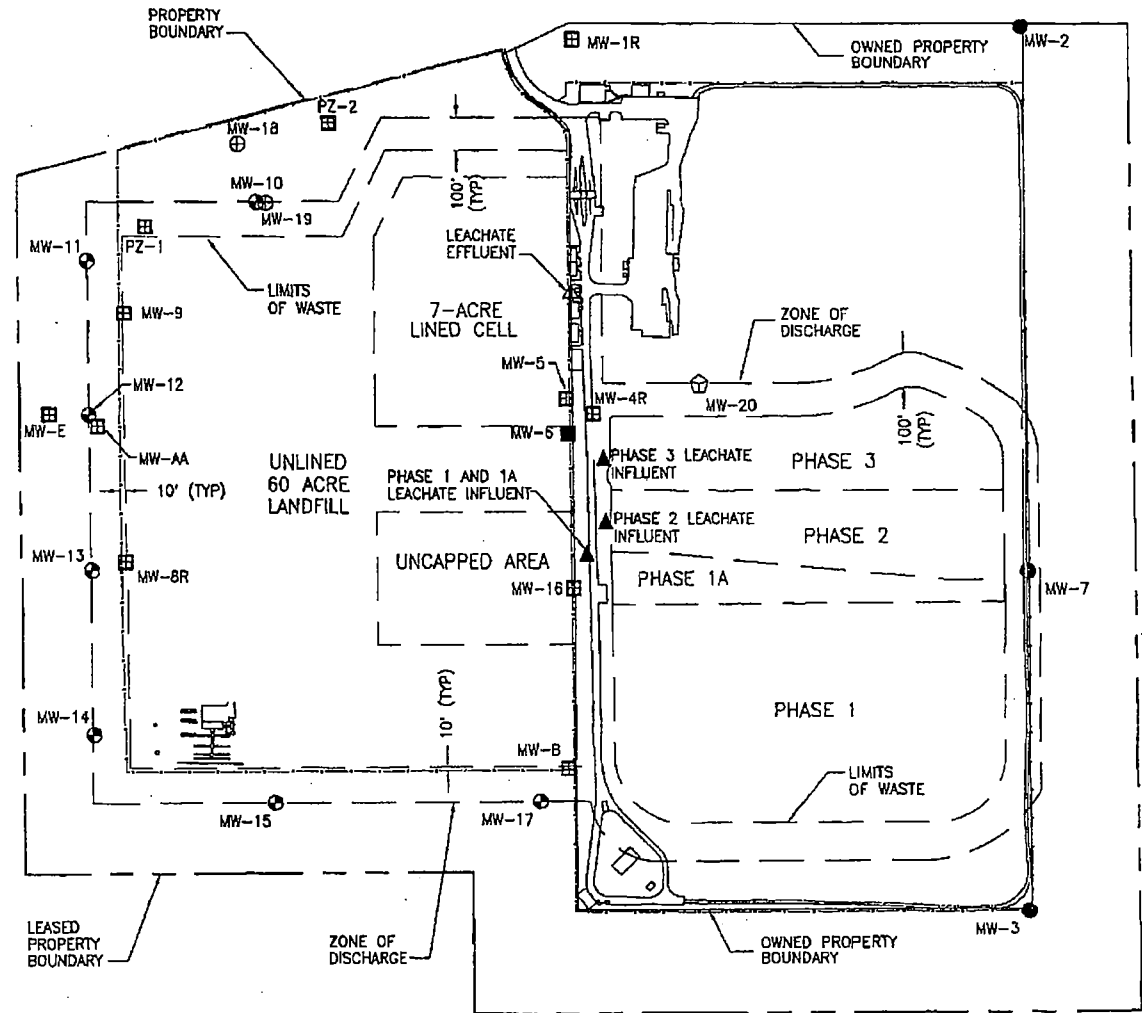 PROPERTY
BOUNDARY
MW-1R
OWNED PROPERTY
BOUNDARY
MW-2
PZ-2
MW-18
MW-10
MW-19
100'
(TYP)
PZ-1
MW-11
LEACHATE
EFFLUENT
LIMITS
OF WASTE
MW-9
7-ACRE
LINED CELL
ZONE OF
DISCHARGE
MW-5
MW-12
MW-4R
MW-20
100'
(TYP)
MW-E
MW-6
MW-AA
UNLINED
60 ACRE
LANDFILL
PHASE 3 LEACHATE
INFLUENT
PHASE 3
PHASE 1 AND 1A
LEACHATE INFLUENT
10' (TYP)
PHASE 2 LEACHATE
INFLUENT
PHASE 2
MW-13
MW-8R
UNCAPPED AREA
MW-16
PHASE 1A
MW-7
10' (TYP)
PHASE 1
MW-14
MW-B
LIMITS
OF WASTE
MW-15
MW-17
LEASED
PROPERTY
BOUNDARY
ZONE OF
DISCHARGE
OWNED PROPERTY
BOUNDARY
MW-3